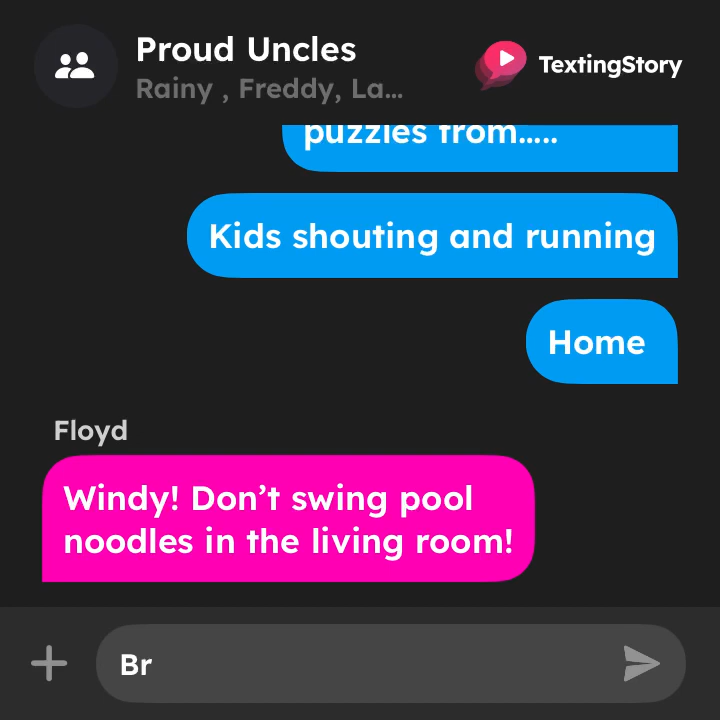 Proud Uncles
Rainy , Freddy, La...
TextingStory
puzzles from.....
Kids shouting and running
Home
Floyd
Windy! Don't swing pool
noodles in the living room!
Br